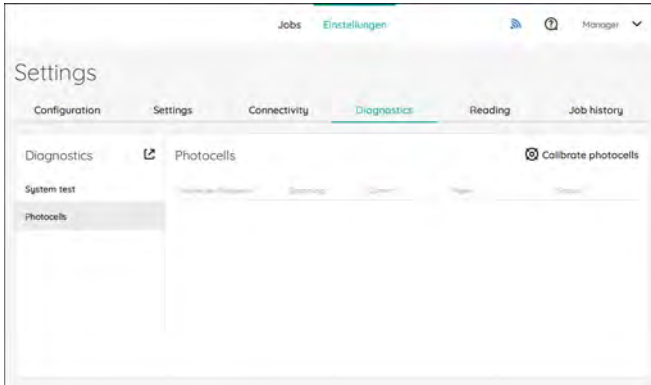 Jobs Einstellungen Manager
Settings
Configuration Settings Connectivity Diagnostics Reading Job history
Diagnostics Photocells Calibrate photocells
System test
Photocells